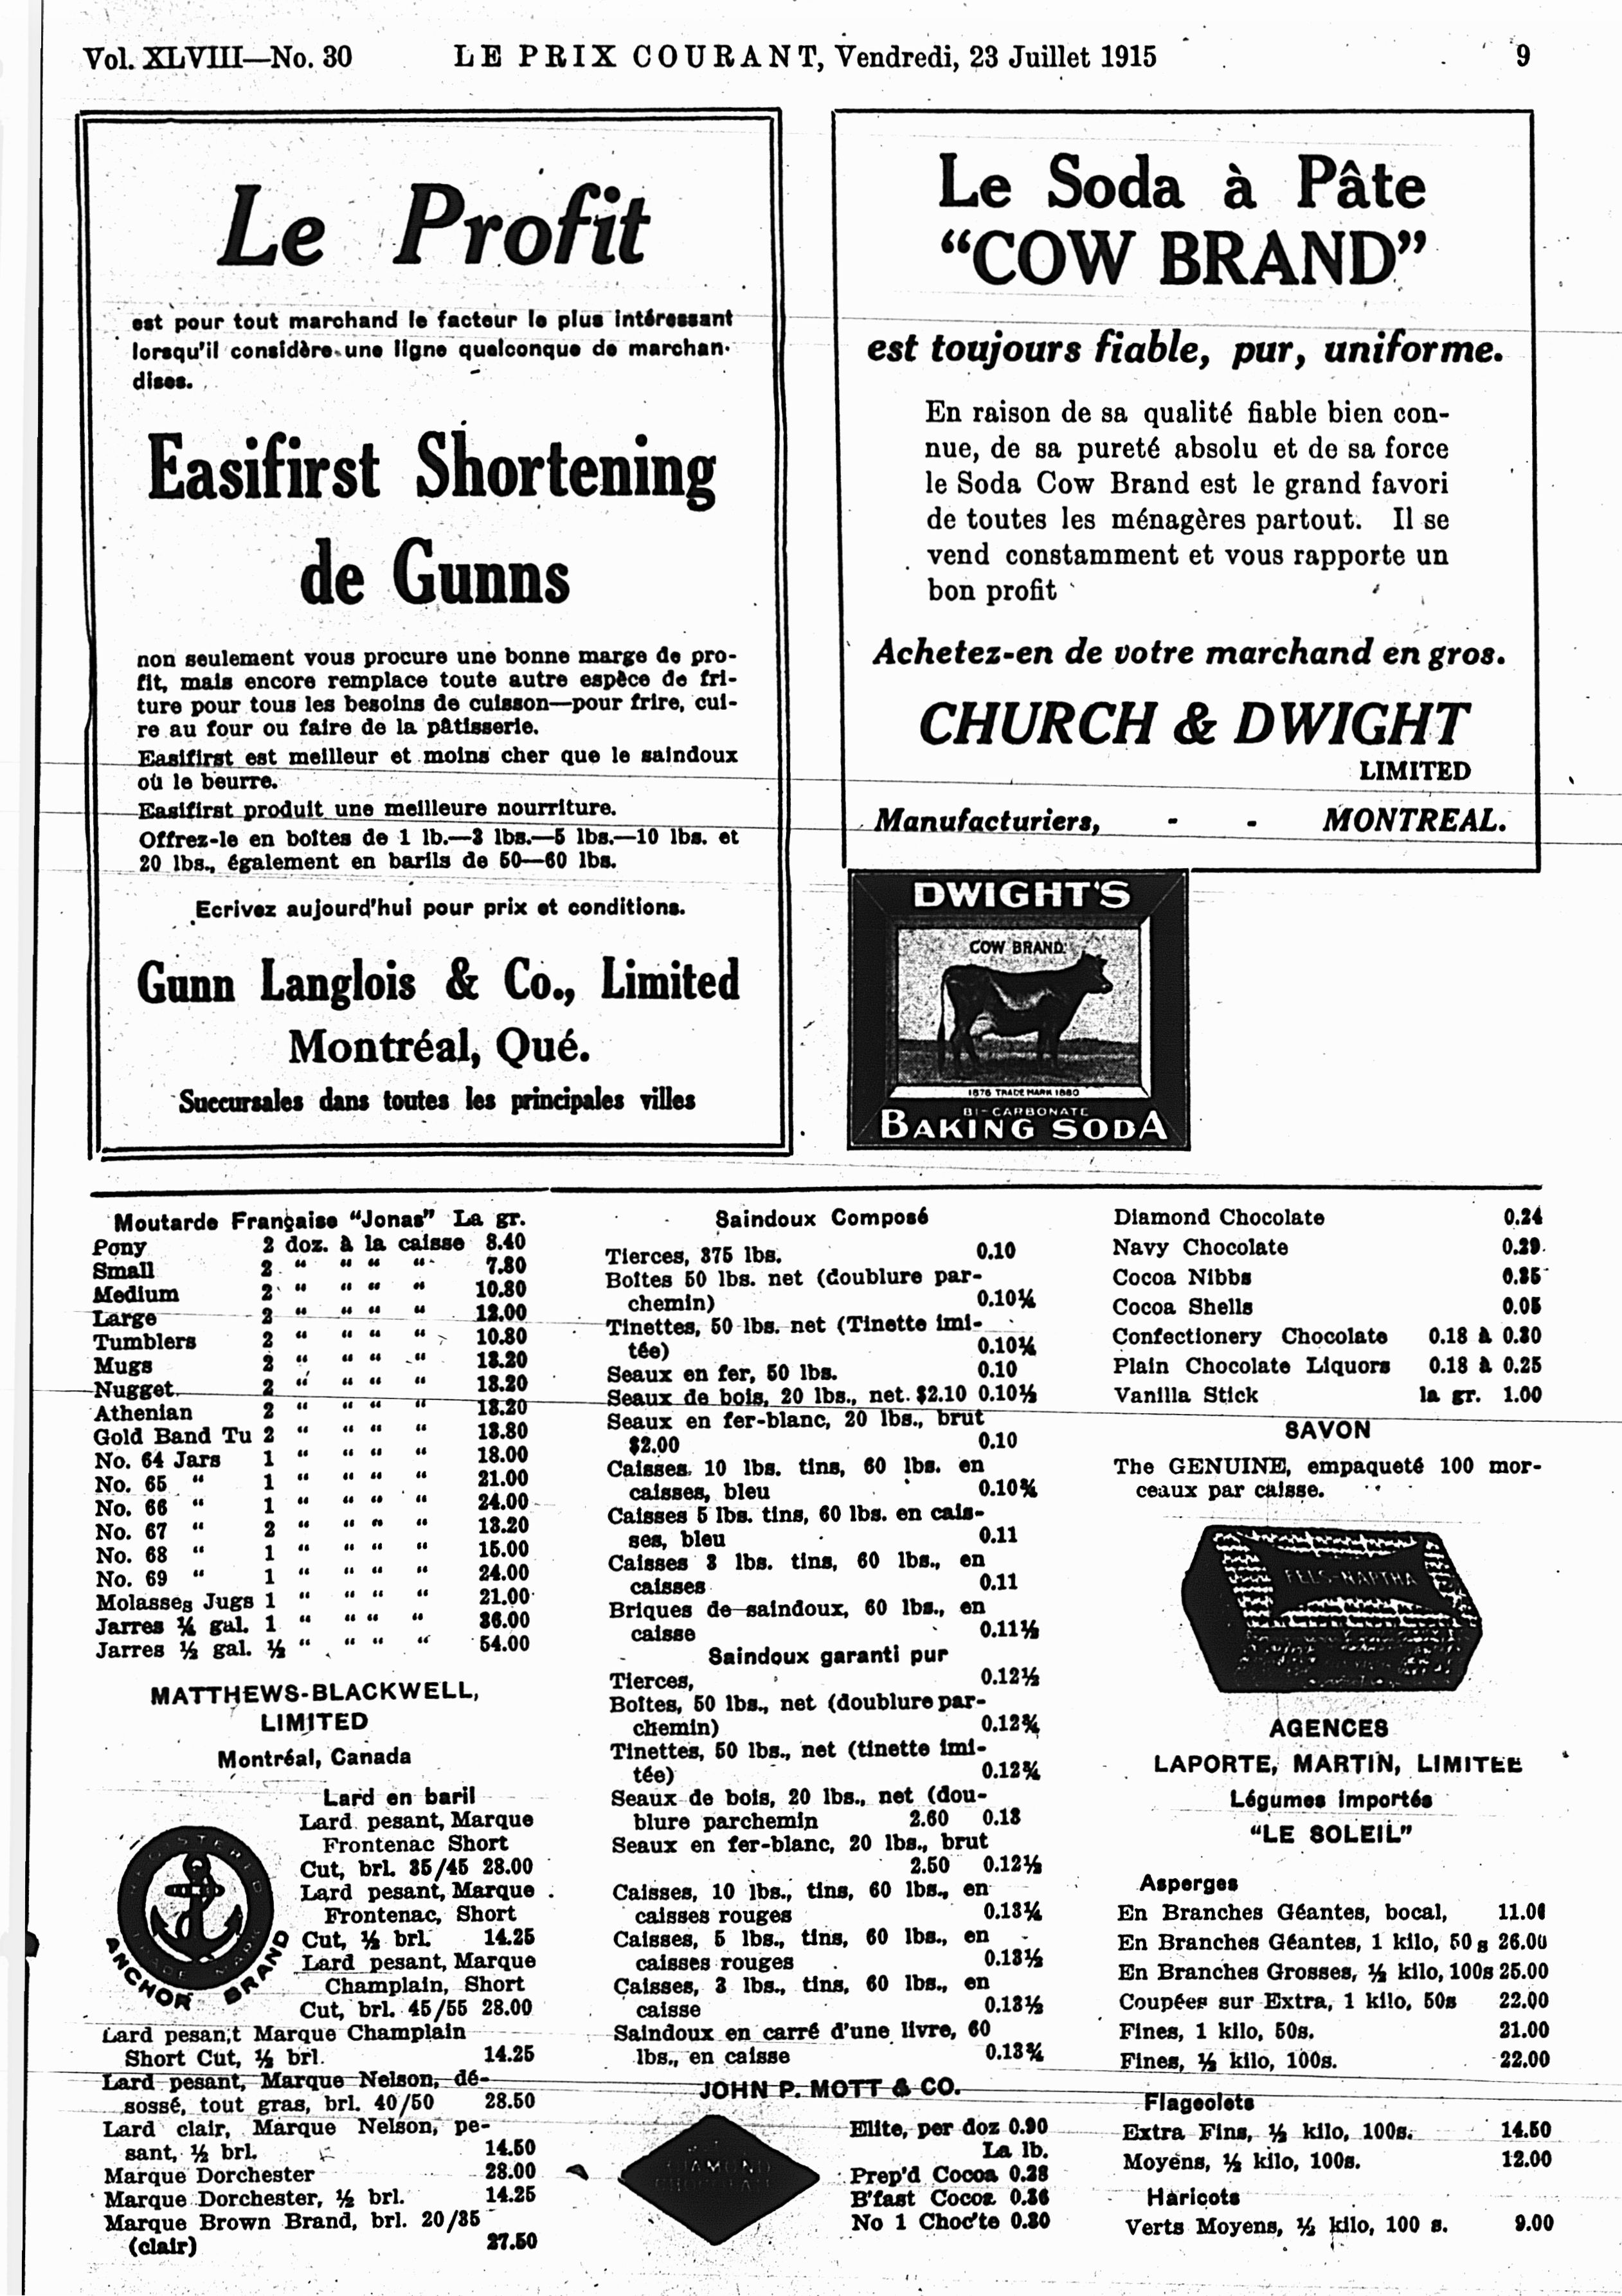 Vol. XLVIII—No. 30 LE PRIX COURANT, Vendredi, 23 Juillet 1915 9
Le Profit
est pour tout marchand le facteur le plus intéressant
lorsqu'il considère une ligne quelconque de marchan-
dises.
Easifirst Shortening
de Gunns
non seulement vous procure une bonne marge de pro-
fit, mais encore remplace toute autre espèce de fri-
ture pour tous les besoins de cuisson—pour frire, cui-
re au four ou faire de la pâtisserie.
Easifirst est meilleur et moins cher que le saindoux
où le beurre.
Easifirst produit une meilleure nourriture.
Offrez-le en boîtes de 1 lb.—3 lbs.—5 lbs.—10 lbs. et
20 lbs., également en barils de 50—60 lbs.
Ecrivez aujourd'hui pour prix et conditions.
Gunn Langlois & Co., Limited
Montréal, Qué.
Succursales dans toutes les principales villes
Le Soda à Pâte
“COW BRAND”
est toujours fiable, pur, uniforme.
En raison de sa qualité fiable bien con-
nue, de sa pureté absolu et de sa force
le Soda Cow Brand est le grand favori
de toutes les ménagères partout. Il se
vend constamment et vous rapporte un
bon profit
Achetez-en de votre marchand en gros.
CHURCH & DWIGHT
LIMITED
Manufacturiers, - - MONTREAL.
DWIGHT'S
COW BRAND
1876 TRADE MARK 1880
BI-CARBONATE
BAKING SODA
Moutarde Française “Jonas” La gr.
Pony 2 doz. à la caisse 8.40
Small 2 “ “ “ “ 7.80
Medium 2 “ “ “ “ 10.80
Large 2 “ “ “ “ 12.00
Tumblers 2 “ “ “ “ 10.80
Mugs 2 “ “ “ “ 13.20
Nugget 2 “ “ “ “ 13.20
Athenian 2 “ “ “ “ 13.20
Gold Band Tu 2 “ “ “ “ 13.80
No. 64 Jars 1 “ “ “ “ 18.00
No. 65 “ 1 “ “ “ “ 21.00
No. 66 “ 1 “ “ “ “ 24.00
No. 67 “ 2 “ “ “ “ 13.20
No. 68 “ 1 “ “ “ “ 15.00
No. 69 “ 1 “ “ “ “ 24.00
Molasses Jugs 1 “ “ “ “ 21.00
Jarres ¼ gal. 1 “ “ “ “ 36.00
Jarres ½ gal. ½ “ “ “ “ 54.00
MATTHEWS-BLACKWELL,
LIMITED
Montréal, Canada
REGISTERED
TRADE MARK
ANCHOR BRAND
Lard en baril
Lard pesant, Marque
Frontenac Short
Cut, brl. 35/45 28.00
Lard pesant, Marque
Frontenac, Short
Cut, ½ brl. 14.25
Lard pesant, Marque
Champlain, Short
Cut, brl. 45/55 28.00
Lard pesan;t Marque Champlain
Short Cut, ½ brl. 14.25
Lard pesant, Marque Nelson, dé-
sossé, tout gras, brl. 40/50 28.50
Lard clair, Marque Nelson, pe-
sant, ½ brl. 14.50
Marque Dorchester 28.00
Marque Dorchester, ½ brl. 14.25
Marque Brown Brand, brl. 20/35
(clair) 27.50
Saindoux Composé
Tierces, 375 lbs. 0.10
Boîtes 50 lbs. net (doublure par-
chemin) 0.10¼
Tinettes, 50 lbs. net (Tinette imi-
tée) 0.10¼
Seaux en fer, 50 lbs. 0.10
Seaux de bois, 20 lbs., net. $2.10 0.10½
Seaux en fer-blanc, 20 lbs., brut
$2.00 0.10
Caisses, 10 lbs. tins, 60 lbs. en
caisses, bleu 0.10¾
Caisses 5 lbs. tins, 60 lbs. en cais-
ses, bleu 0.11
Caisses 3 lbs. tins, 60 lbs., en
caisses 0.11
Briques de saindoux, 60 lbs., en
caisse 0.11½
Saindoux garanti pur
Tierces, 0.12½
Boîtes, 50 lbs., net (doublure par-
chemin) 0.12¾
Tinettes, 50 lbs., net (tinette imi-
tée) 0.12¾
Seaux de bois, 20 lbs., net (dou-
blure parchemin 2.60 0.13
Seaux en fer-blanc, 20 lbs., brut
2.50 0.12½
Caisses, 10 lbs., tins, 60 lbs., en
caisses rouges 0.13¼
Caisses, 5 lbs., tins, 60 lbs., en
caisses rouges 0.13½
Caisses, 3 lbs., tins, 60 lbs., en
caisse 0.13½
Saindoux en carré d'une livre, 60
lbs., en caisse 0.13¾
JOHN P. MOTT & CO.
DIAMOND
CHOCOLATE
Elite, per doz 0.90
La lb.
Prep'd Cocoa 0.28
B'fast Cocoa 0.36
No 1 Choc'te 0.30
Diamond Chocolate 0.24
Navy Chocolate 0.29
Cocoa Nibbs 0.35
Cocoa Shells 0.05
Confectionery Chocolate 0.18 à 0.30
Plain Chocolate Liquors 0.18 à 0.25
Vanilla Stick la gr. 1.00
SAVON
The GENUINE, empaqueté 100 mor-
ceaux par caisse.
FELS-NAPTHA
AGENCES
LAPORTE, MARTIN, LIMITEE
Légumes importés
“LE SOLEIL”
Asperges
En Branches Géantes, bocal, 11.00
En Branches Géantes, 1 kilo, 50 s 26.00
En Branches Grosses, ½ kilo, 100s 25.00
Coupées sur Extra, 1 kilo, 50s 22.00
Fines, 1 kilo, 50s. 21.00
Fines, ½ kilo, 100s. 22.00
Flageolets
Extra Fins, ½ kilo, 100s. 14.50
Moyens, ½ kilo, 100s. 12.00
Haricots
Verts Moyens, ½ kilo, 100 s. 9.00